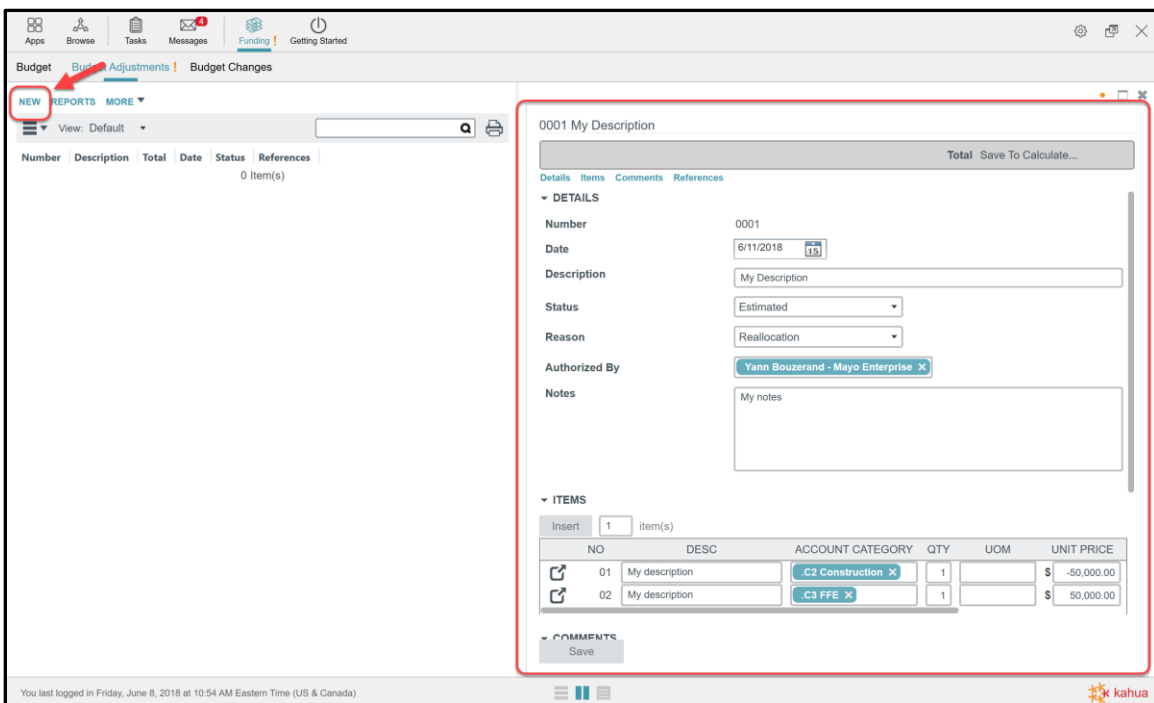 4
Apps Browse Tasks Messages Funding ! Getting Started
Budget Budget Adjustments ! Budget Changes
NEW REPORTS MORE
View: Default
Number Description Total Date Status References
0 Item(s)
0001 My Description
Total Save To Calculate...
Details Items Comments References
DETAILS
Number 0001
Date 6/11/2018 15
Description My Description
Status Estimated
Reason Reallocation
Authorized By Yann Bouzerand - Mayo Enterprise X
Notes My notes
ITEMS
Insert 1 item(s)
NO DESC ACCOUNT CATEGORY QTY UOM UNIT PRICE
01 My description .C2 Construction X 1 $ -50,000.00
02 My description .C3 FFE X 1 $ 50,000.00
COMMENTS
Save
You last logged in Friday, June 8, 2018 at 10:54 AM Eastern Time (US & Canada)
kahua